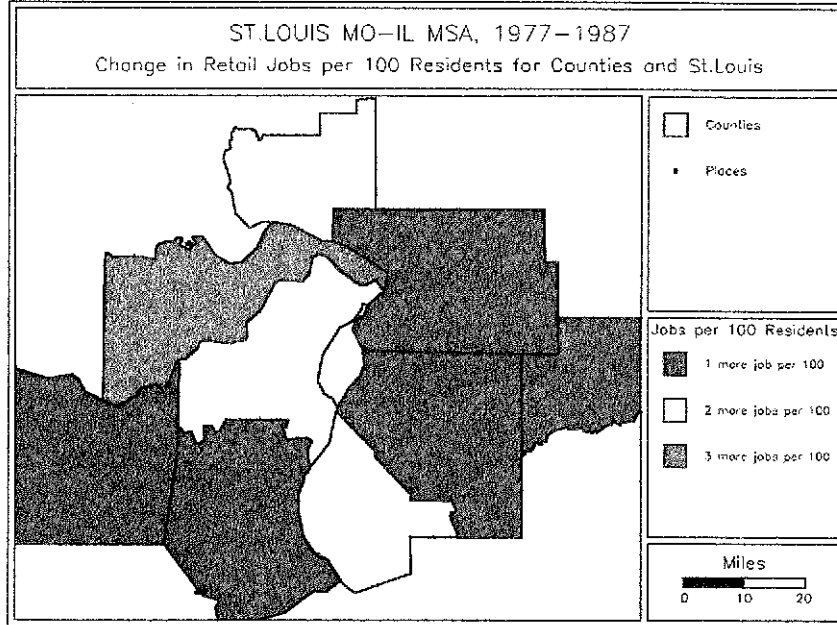 ST.LOUIS MO-IL MSA, 1977-1987
Change in Retail Jobs per 100 Residents for Counties and St.Louis
Counties
Places
Jobs per 100 Residents
1 more job per 100
2 more jobs per 100
3 more jobs per 100
Miles
0 10 20